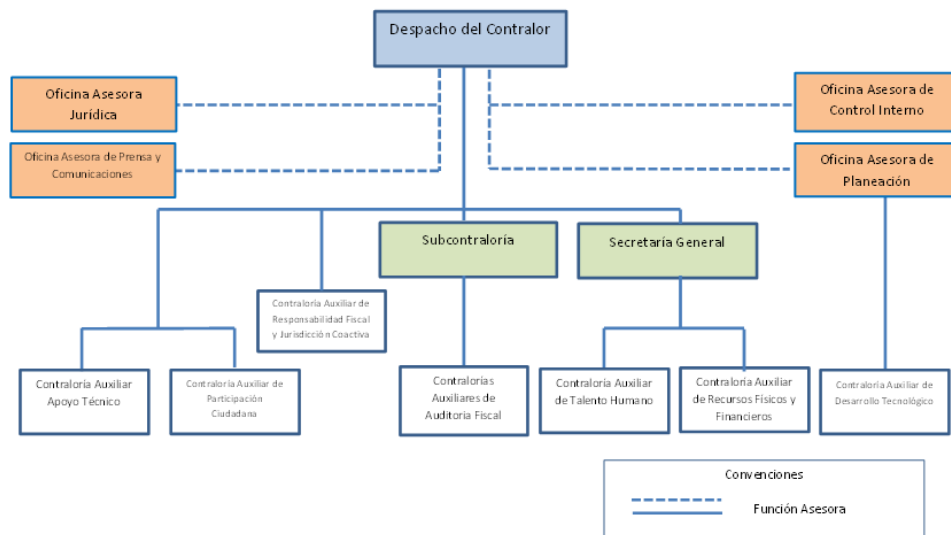 Despacho del Contralor
Oficina Asesora
Jurídica
Oficina Asesora de
Control Interno
Oficina Asesora de Prensa y
Comunicaciones
Oficina Asesora de
Planeación
Subcontraloría
Secretaría General
Contraloría Auxiliar de
Responsabilidad Fiscal
y Jurisdicción Coactiva
Contraloría Auxiliar
Apoyo Técnico
Contraloría Auxiliar de
Participación
Ciudadana
Contralorías
Auxiliares de
Auditoria Fiscal
Contraloría Auxiliar
de Talento Humano
Contraloría Auxiliar
de Recursos Físicos y
Financieros
Contraloría Auxiliar de
Desarrollo Tecnológico
Convenciones
Función Asesora